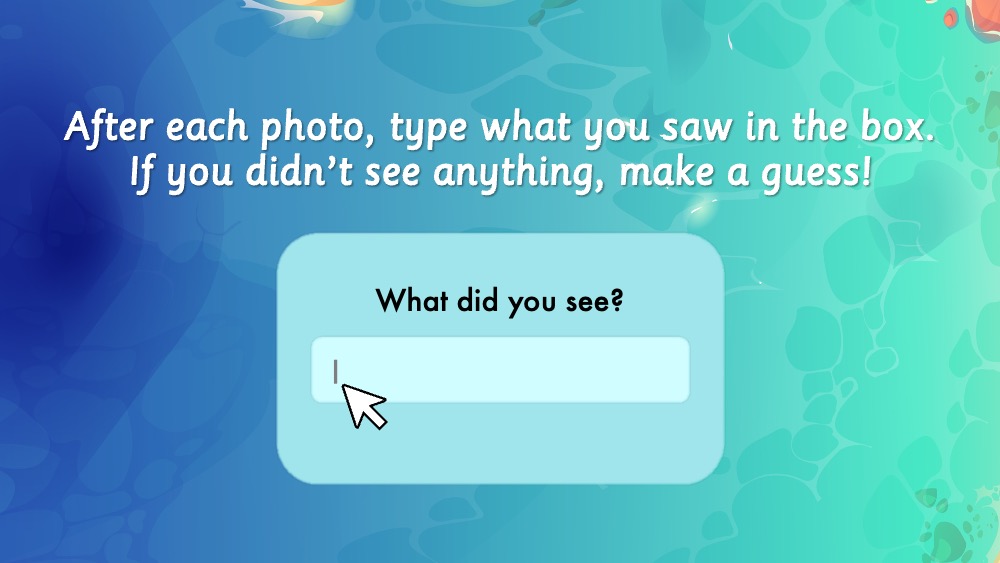 After each photo, type what you saw in the box.
If you didn't see anything, make a guess!
What did you see?